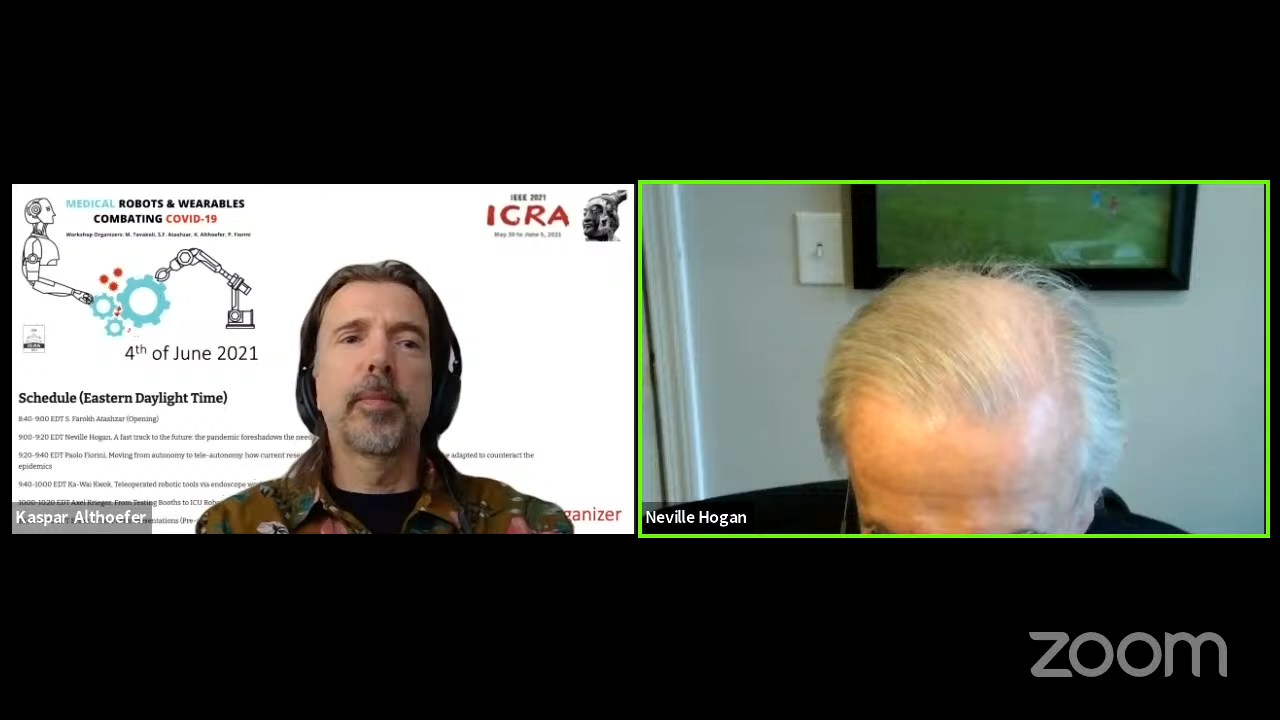 MEDICAL ROBOTS & WEARABLES
COMBATING COVID-19
Workshop Organizers: M. Tavakoli, S.F. Atashzar, K. Althoefer, P. Fiorini
IEEE 2021
ICRA
May 30 to June 5, 2021
4th of June 2021
Schedule (Eastern Daylight Time)
8:40-9:00 EDT S. Farokh Atashzar (Opening)
9:00-9:20 EDT Neville Hogan, A fast track to the future: the pandemic foreshadows the need
9:20-9:40 EDT Paolo Fiorini, Moving from autonomy to tele-autonomy: how current adapted to counteract the
epidemics
9:40-10:00 EDT Ka-Wai Kwok, Teleoperated robotic tools via endoscope
10:00-10:20 EDT Axel Krieger, From Testing Booths to ICU
ganizer
Kaspar Althoefer
Neville Hogan
zoom